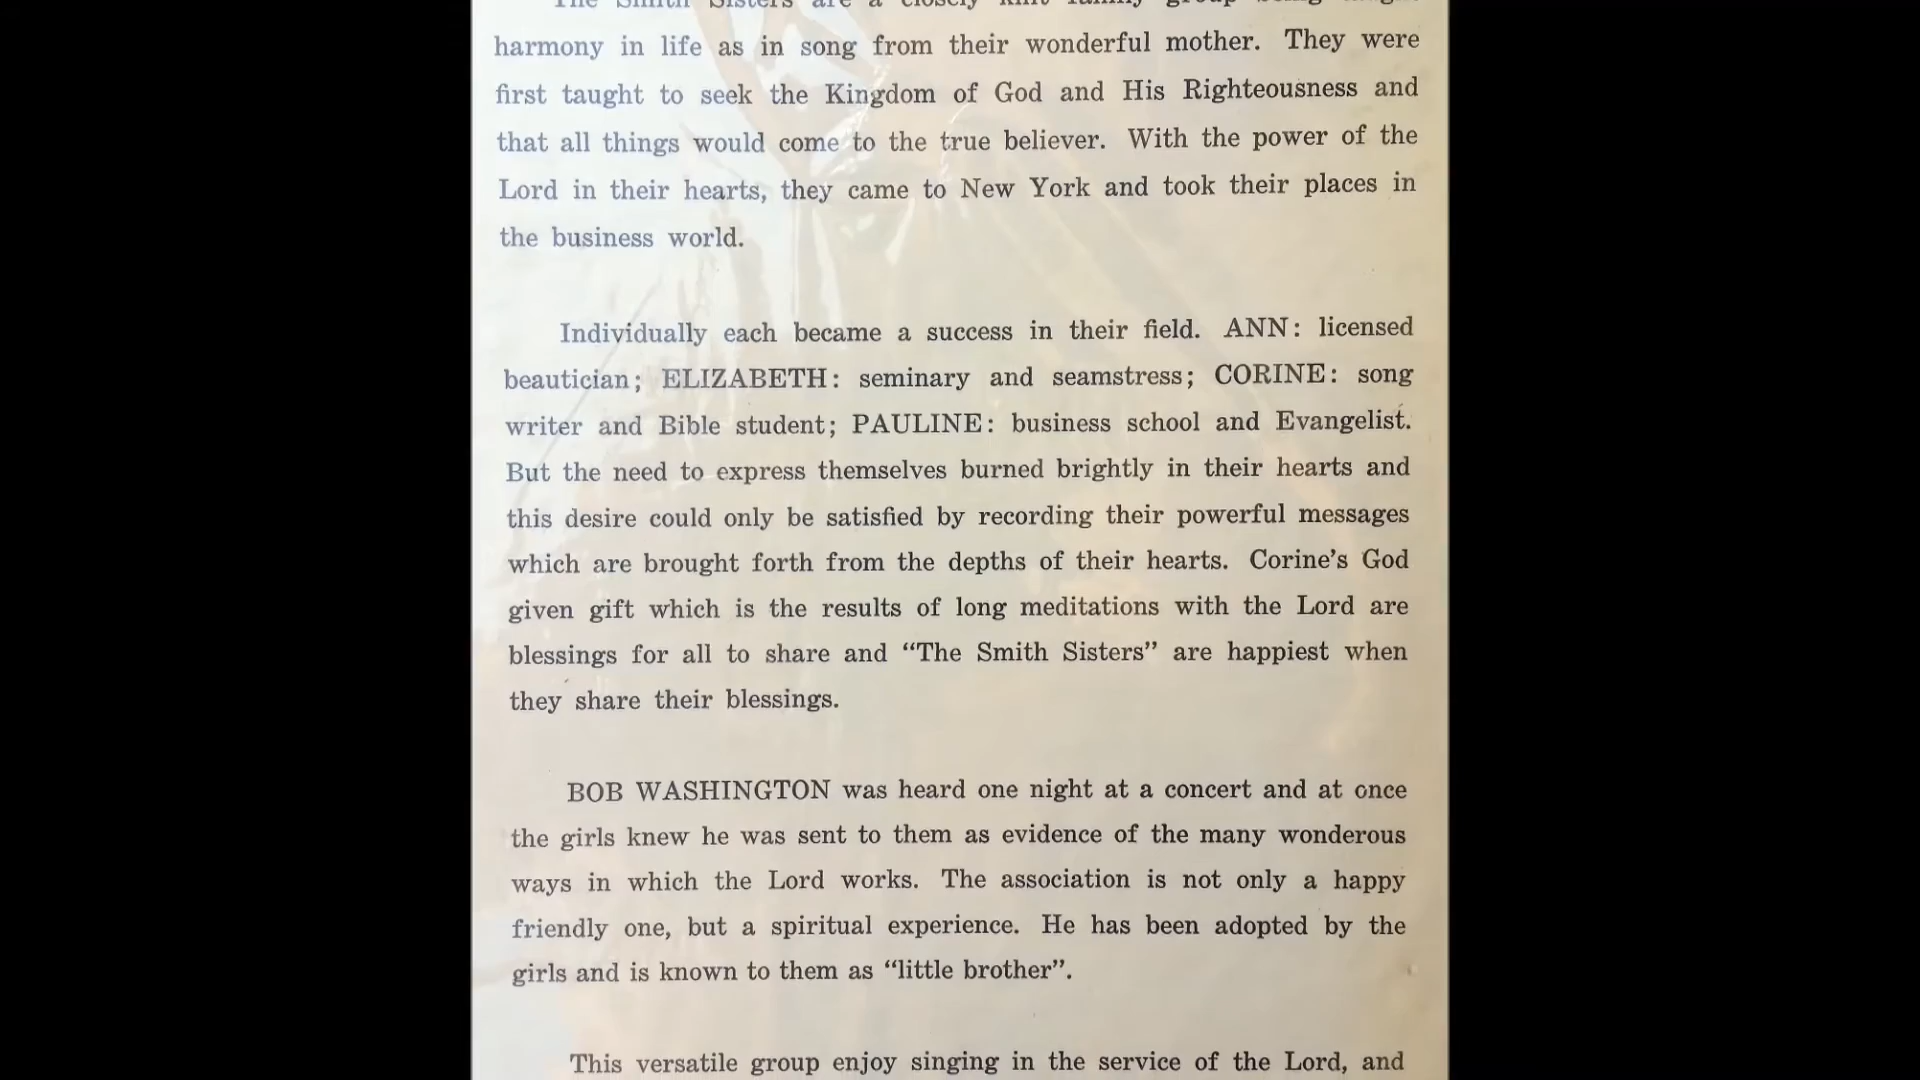 The Smith Sisters are a closely knit family group being taught
harmony in life as in song from their wonderful mother. They were
first taught to seek the Kingdom of God and His Righteousness and
that all things would come to the true believer. With the power of the
Lord in their hearts, they came to New York and took their places in
the business world.
Individually each became a success in their field. ANN: licensed
beautician; ELIZABETH: seminary and seamstress; CORINE: song
writer and Bible student; PAULINE: business school and Evangelist.
But the need to express themselves burned brightly in their hearts and
this desire could only be satisfied by recording their powerful messages
which are brought forth from the depths of their hearts. Corine's God
given gift which is the results of long meditations with the Lord are
blessings for all to share and “The Smith Sisters” are happiest when
they share their blessings.
BOB WASHINGTON was heard one night at a concert and at once
the girls knew he was sent to them as evidence of the many wonderous
ways in which the Lord works. The association is not only a happy
friendly one, but a spiritual experience. He has been adopted by the
girls and is known to them as “little brother”.
This versatile group enjoy singing in the service of the Lord, and